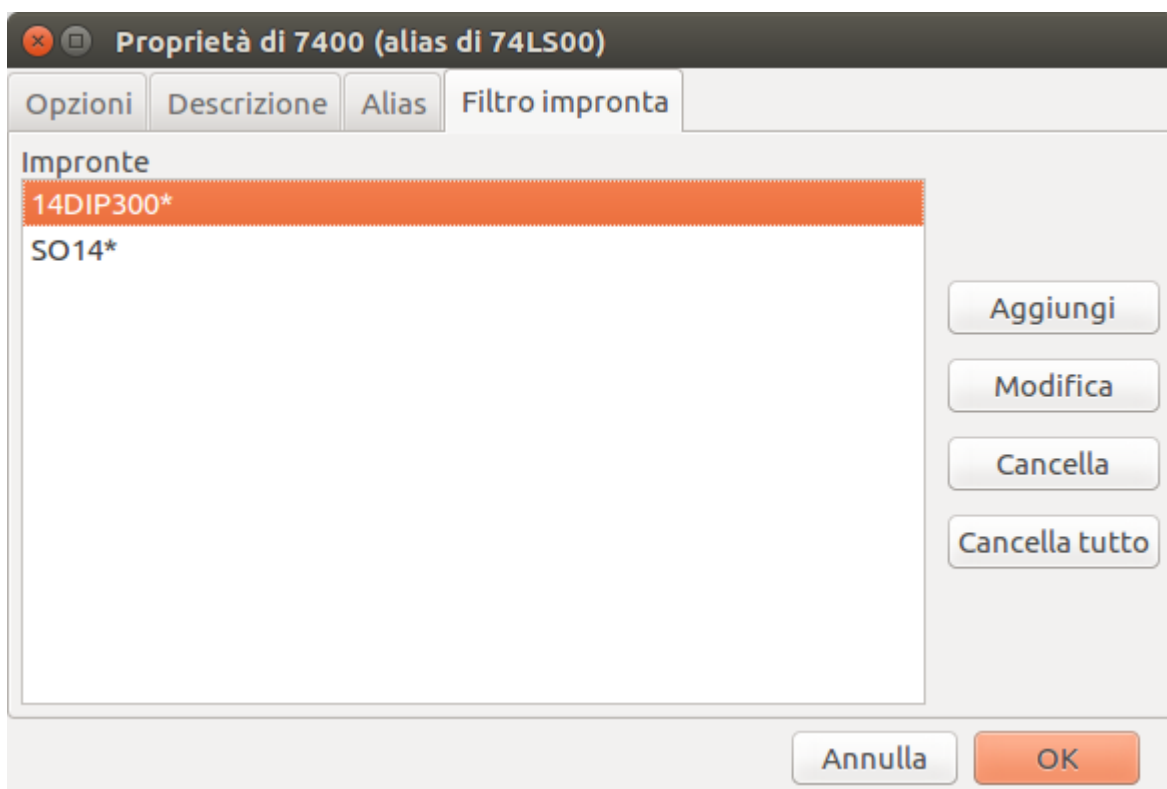 Proprietà di 7400 (alias di 74LS00)
Opzioni Descrizione Alias Filtro impronta
Impronte
14DIP300*
SO14*
Aggiungi
Modifica
Cancella
Cancella tutto
Annulla OK